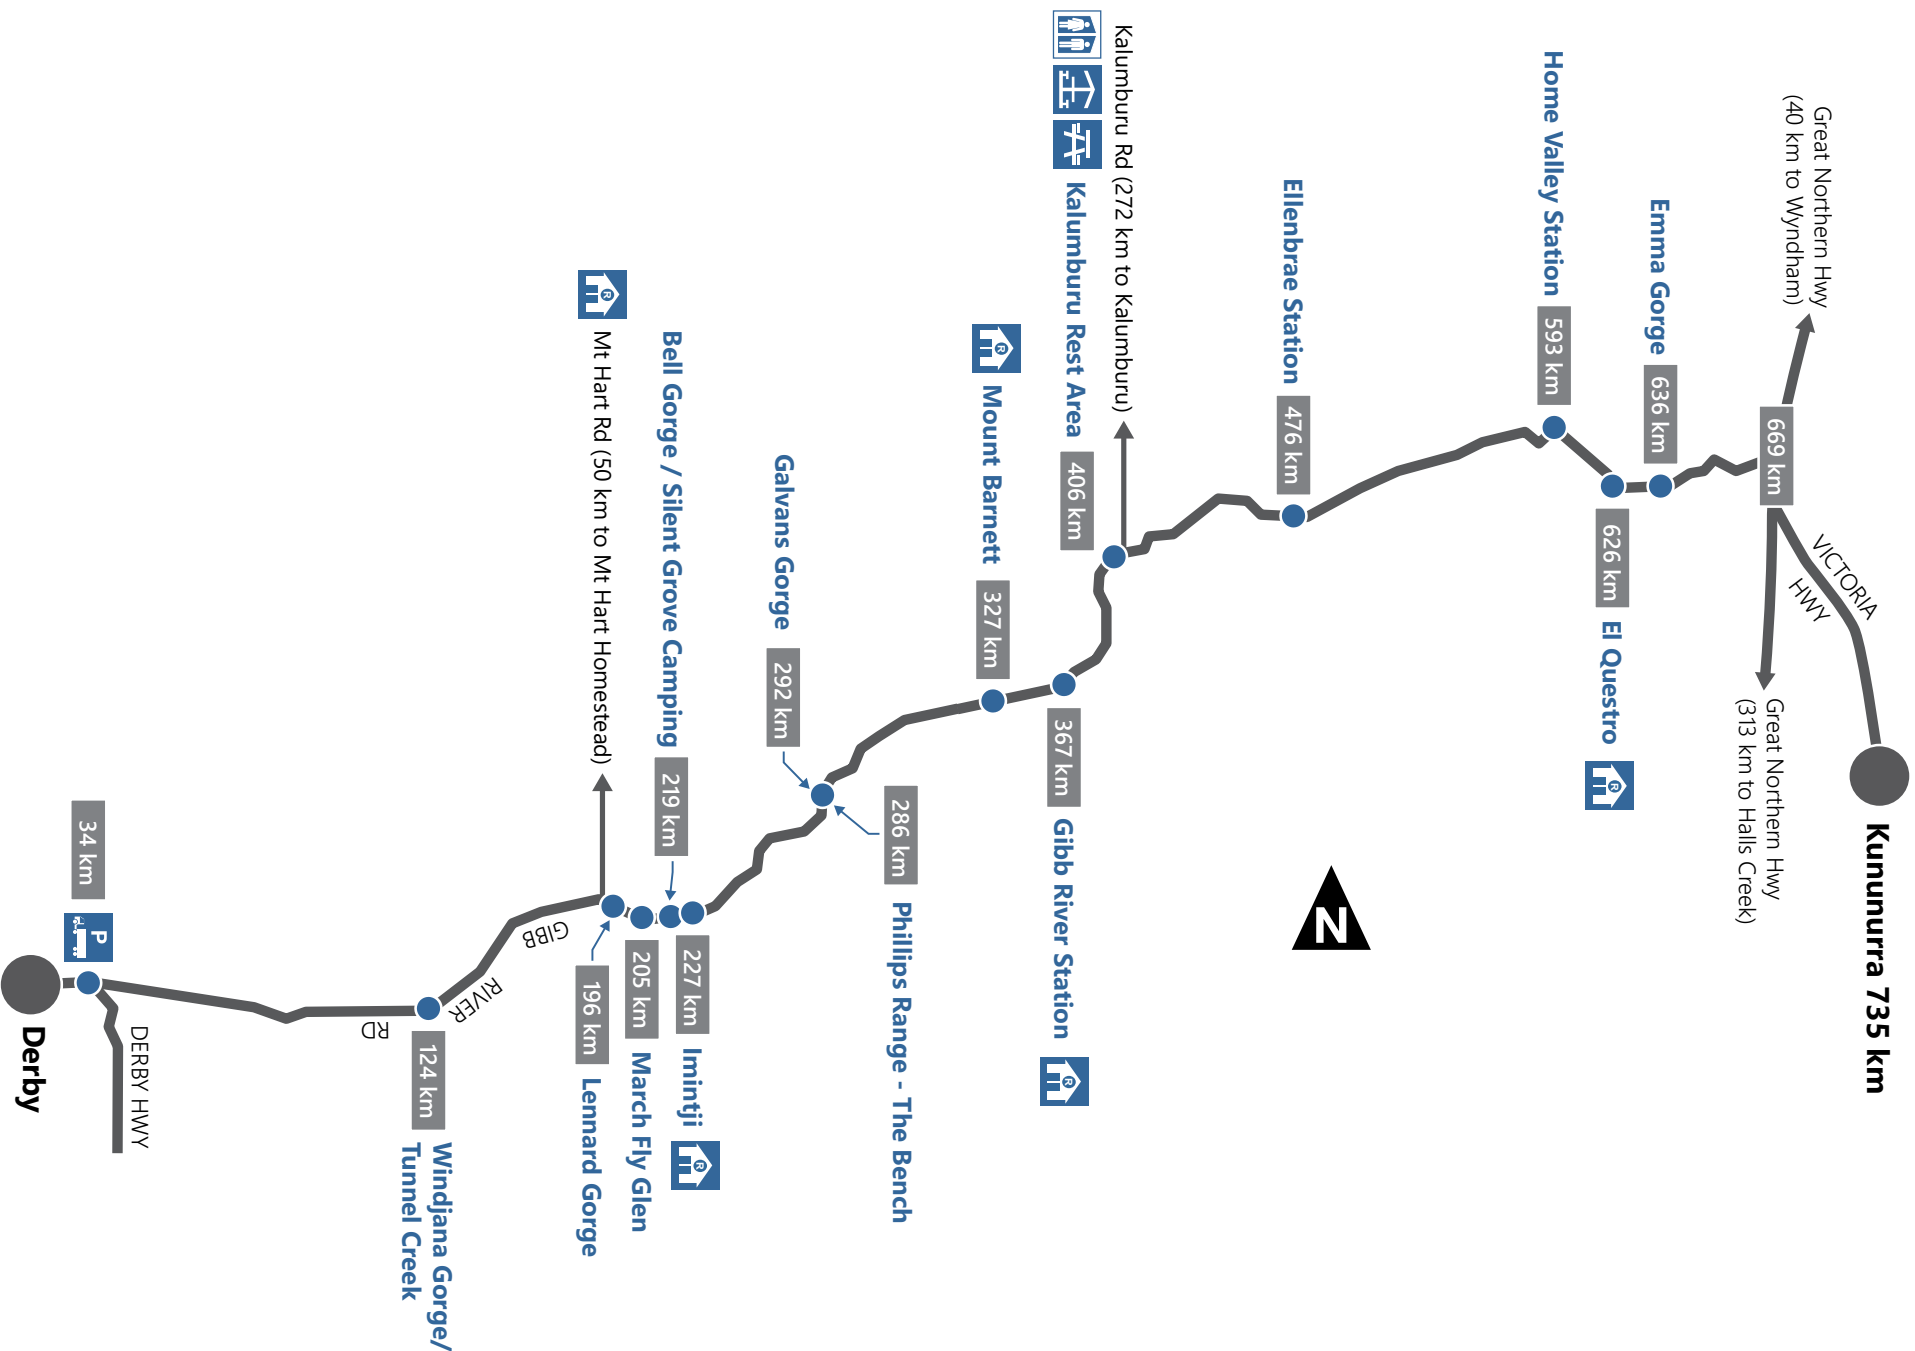 Great Northern Hwy
(40 km to Wyndham)
669 km
VICTORIA
HWY
Kununurra 735 km
Great Northern Hwy
(313 km to Halls Creek)
Emma Gorge
636 km
626 km
El Questro
R
Home Valley Station
593 km
Ellenbrae Station
476 km
Kalumburu Rd (272 km to Kalumburu)
Kalumburu Rest Area
406 km
367 km
Gibb River Station
R
Mount Barnett
R
327 km
N
286 km
Phillips Range - The Bench
Galvans Gorge
292 km
227 km
Imintji
R
Bell Gorge / Silent Grove Camping
219 km
205 km
March Fly Glen
Mt Hart Rd (50 km to Mt Hart Homestead)
R
196 km
Lennard Gorge
GIBB
RIVER
RD
124 km
Windjana Gorge/
Tunnel Creek
34 km
P
DERBY HWY
Derby